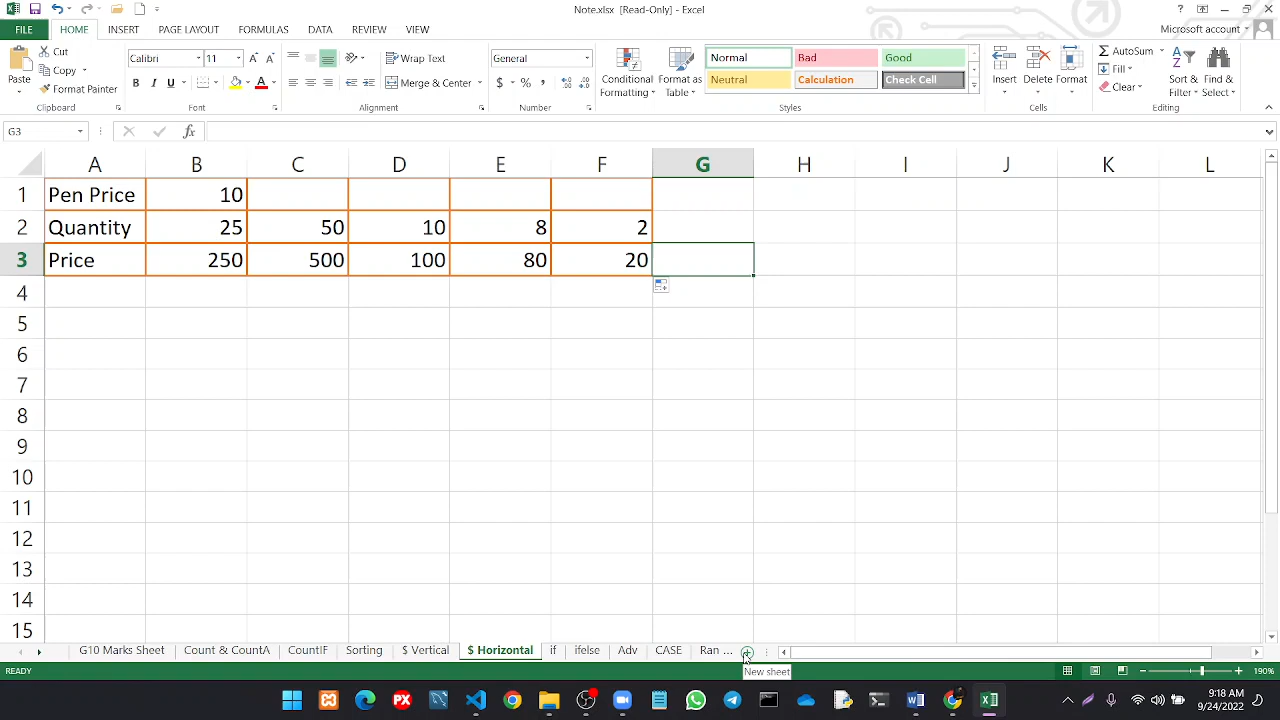 Note.xlsx [Read-Only] - Excel
FILE HOME INSERT PAGE LAYOUT FORMULAS DATA REVIEW VIEW Microsoft account
Paste Cut Copy Format Painter
Calibri 11
B I U A
Wrap Text
Merge & Center
General
$ % ,
Conditional Formatting
Format as Table
Normal Bad Good
Neutral Calculation Check Cell
Insert Delete Format
AutoSum
Fill
Clear
Sort & Filter
Find & Select
Clipboard Font Alignment Number Styles Cells Editing
G3 fx
A B C D E F G H I J K L
1 Pen Price 10
2 Quantity 25 50 10 8 2
3 Price 250 500 100 80 20
4
5
6
7
8
9
10
11
12
13
14
15
G10 Marks Sheet Count & CountA CountIF Sorting $ Vertical $ Horizontal if ifelse Adv CASE Ran ...
New sheet
READY 190%
9:18 AM
9/24/2022